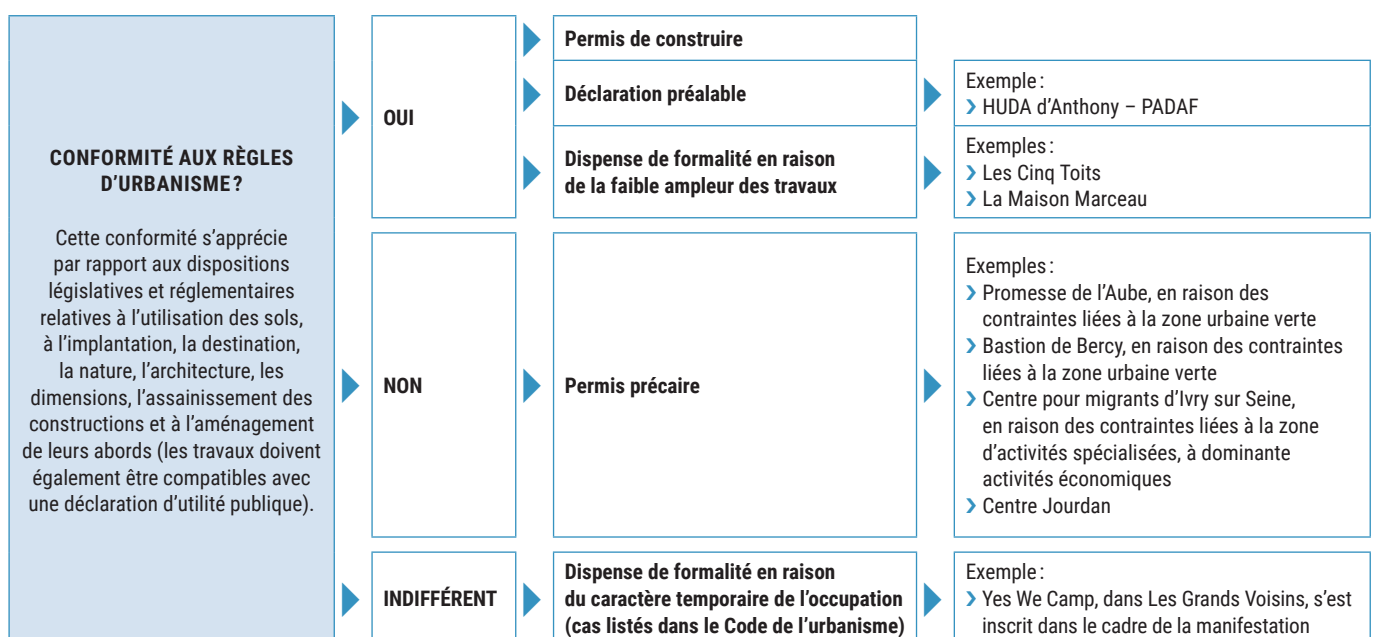 CONFORMITÉ AUX RÈGLES
D'URBANISME ?
Cette conformité s'apprécie
par rapport aux dispositions
législatives et réglementaires
relatives à l'utilisation des sols,
à l'implantation, la destination,
la nature, l'architecture, les
dimensions, l'assainissement des
constructions et à l'aménagement
de leurs abords (les travaux doivent
également être compatibles avec
une déclaration d'utilité publique).
OUI
Permis de construire
Déclaration préalable
Exemple :
› HUDA d'Anthony – PADAF
Dispense de formalité en raison
de la faible ampleur des travaux
Exemples :
› Les Cinq Toits
› La Maison Marceau
NON
Permis précaire
Exemples :
› Promesse de l'Aube, en raison des
contraintes liées à la zone urbaine verte
› Bastion de Bercy, en raison des contraintes
liées à la zone urbaine verte
› Centre pour migrants d'Ivry sur Seine,
en raison des contraintes liées à la zone
d'activités spécialisées, à dominante
activités économiques
› Centre Jourdan
INDIFFÉRENT
Dispense de formalité en raison
du caractère temporaire de l'occupation
(cas listés dans le Code de l'urbanisme)
Exemple :
› Yes We Camp, dans Les Grands Voisins, s'est
inscrit dans le cadre de la manifestation